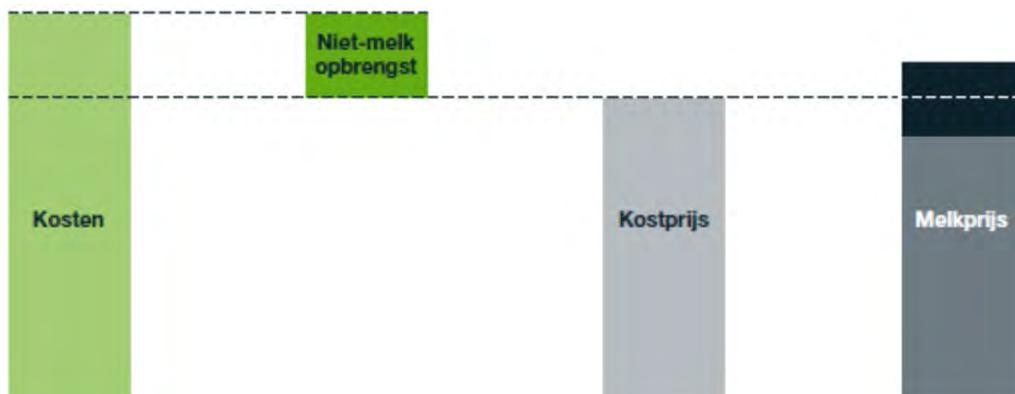 Niet-melk
opbrengst
Kosten
Kostprijs
Melkprijs